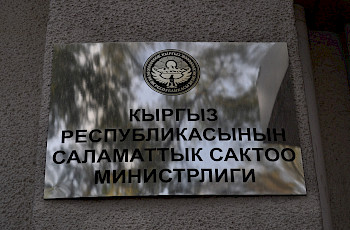 КЫРГЫЗ
РЕСПУБЛИКАСЫНЫН
САЛАМАТТЫК САКТОО
МИНИСТРЛИГИ